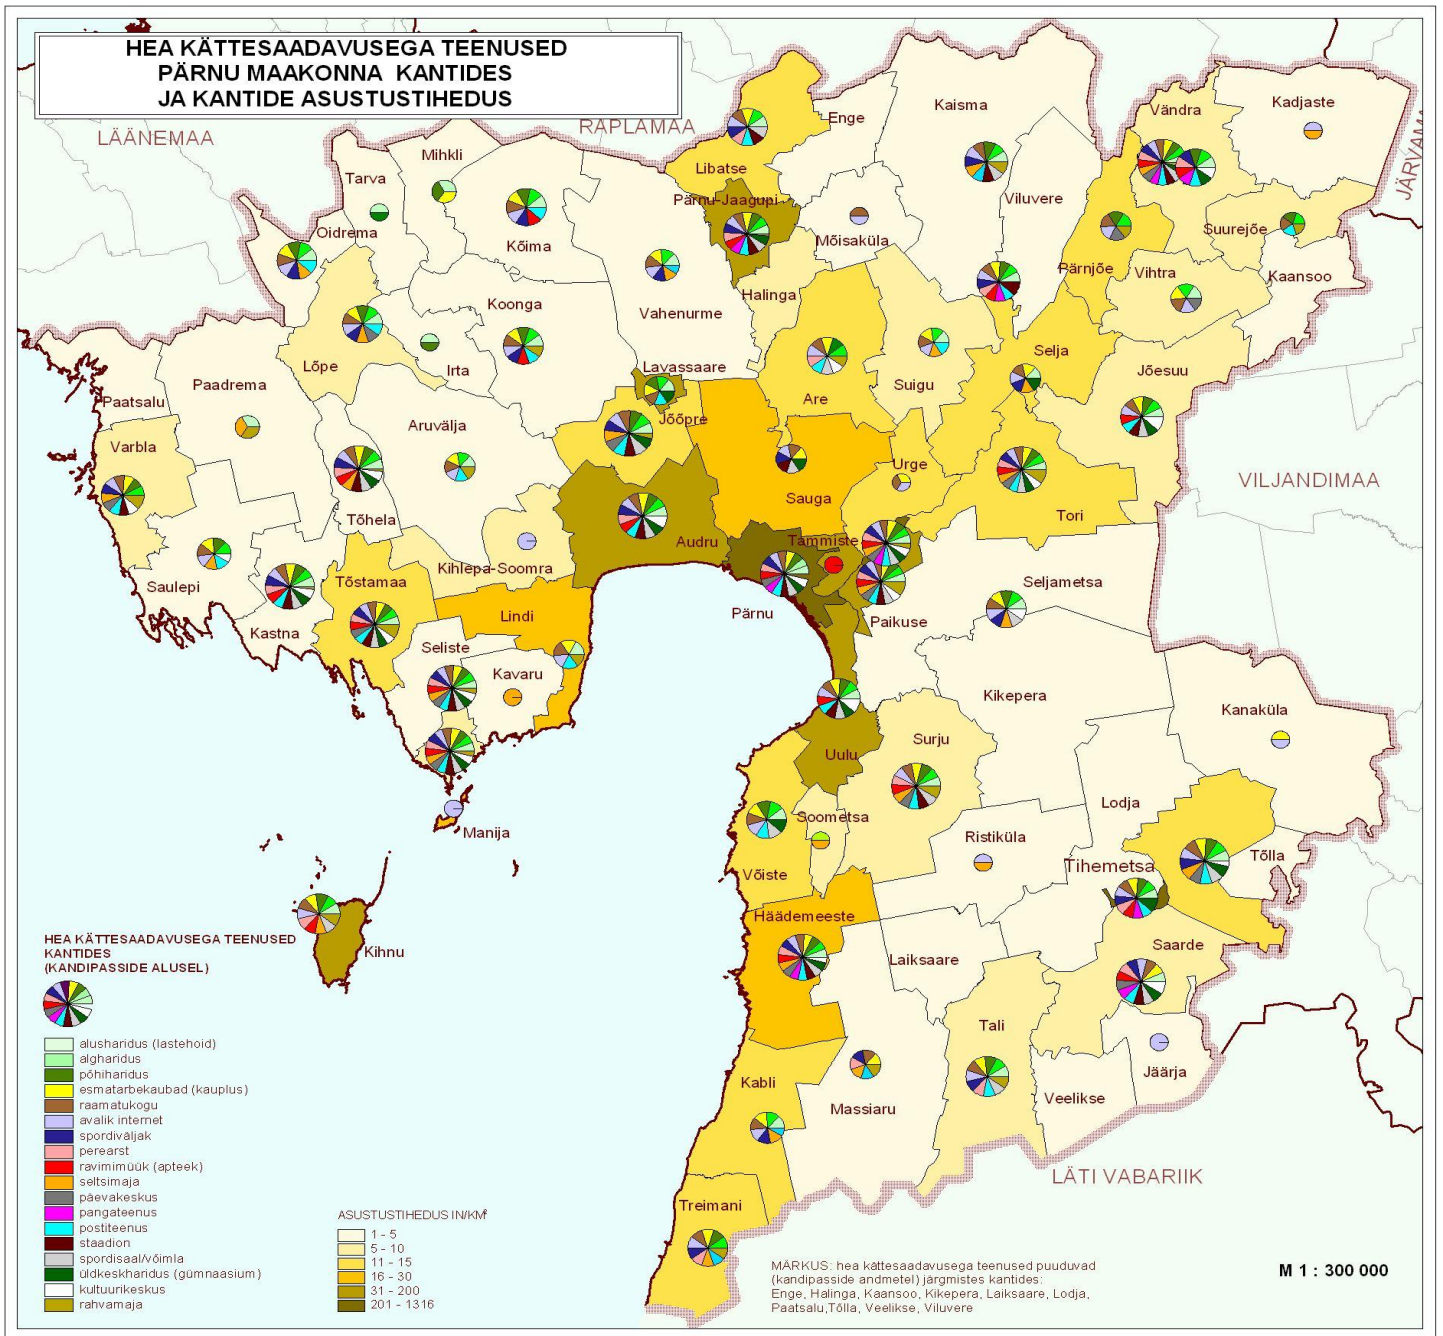 HEA KÄTTESAADAVUSEGA TEENUSED
PÄRNU MAAKONNA KANTIDES
JA KANTIDE ASUSTUSTIHEDUS
LÄÄNEMAA
RAPLAMAA
JÄRVAMA
VILJANDIMAA
LÄTI VABARIIK
Kaisma
Enge
Vändra
Kadjaste
Mihkli
Tarva
Libatse
Pärnu-Jaagupi
Viluvere
Oidrema
Kõima
Mõisaküla
Suurejõe
Pärnjõe
Vihtra
Kaansoo
Halinga
Koonga
Vahenurme
Lõpe
Irta
Lavassaare
Selja
Jõesuu
Paadrema
Suigu
Paatsalu
Are
Jõõpre
Aruvälja
Varbla
Urge
Sauga
Tori
Tõhela
Audru
Tammiste
Kihlepa-Soomra
Seljametsa
Saulepi
Tõstamaa
Lindi
Pärnu
Paikuse
Kastna
Seliste
Kavaru
Kikepera
Kanaküla
Surju
Uulu
Lodja
Manija
Soometsa
Ristiküla
Tõlla
Tihemetsa
Võiste
Häädemeeste
Saarde
Kihnu
Laiksaare
Tali
Jäärja
Kabli
Veelikse
Massiaru
Treimani
HEA KÄTTESAADAVUSEGA TEENUSED
KANTIDES
(KANDIPASSIDE ALUSEL)
alusharidus (lastehoid)
algharidus
põhiharidus
esmatarbekaubad (kauplus)
raamatukogu
avalik internet
spordiväljak
perearst
ravimimüük (apteek)
seltsimaja
päevakeskus
pangateenus
postiteenus
staadion
spordisaal/võimla
üldkeskharidus (gümnaasium)
kultuurikeskus
rahvamaja
ASUSTUSTIHEDUS IN/KM²
1 - 5
5 - 10
11 - 15
16 - 30
31 - 200
201 - 1316
MÄRKUS: hea kättesaadavusega teenused puuduvad
(kandipasside andmetel) järgmistes kantides:
Enge, Halinga, Kaansoo, Kikepera, Laiksaare, Lodja,
Paatsalu,Tõlla, Veelikse, Viluvere
M 1 : 300 000